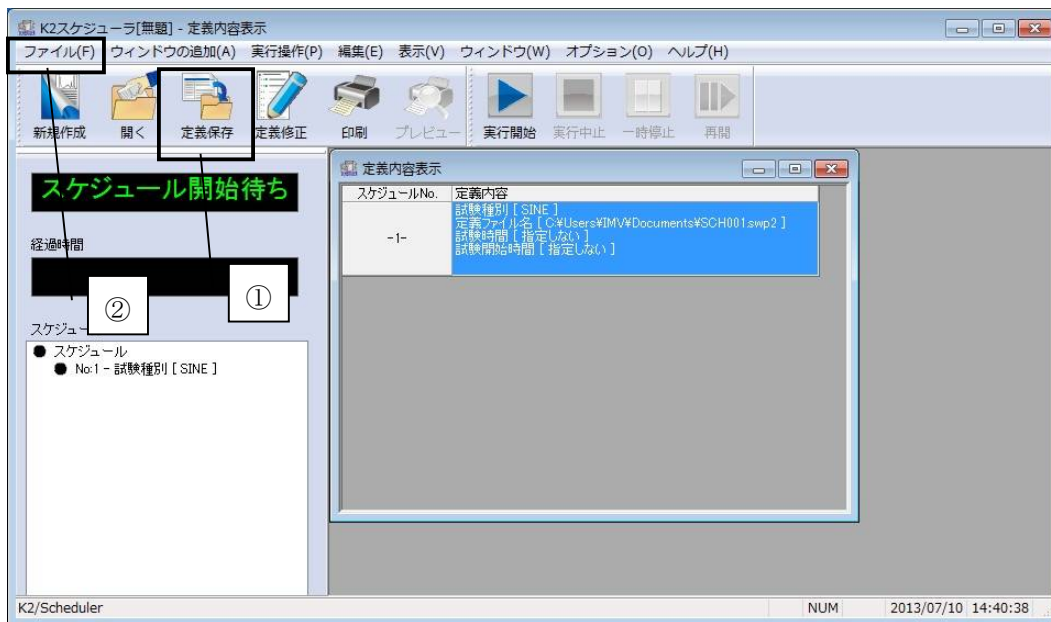 K2スケジューラ[無題] - 定義内容表示
ファイル(F) ウィンドウの追加(A) 実行操作(P) 編集(E) 表示(V) ウィンドウ(W) オプション(O) ヘルプ(H)
新規作成 開く 定義保存 定義修正 印刷 プレビュー 実行開始 実行中止 一時停止 再開
スケジュール開始待ち
経過時間
②
①
スケジュー
● スケジュール
● No:1 - 試験種別 [ SINE ]
定義内容表示
スケジュールNo. 定義内容
-1-
試験種別 [ SINE ]
定義ファイル名 [ C:¥Users¥IMV¥Documents¥SCH001.swp2 ]
試験時間 [ 指定しない ]
試験開始時間 [ 指定しない ]
K2/Scheduler NUM 2013/07/10 14:40:38